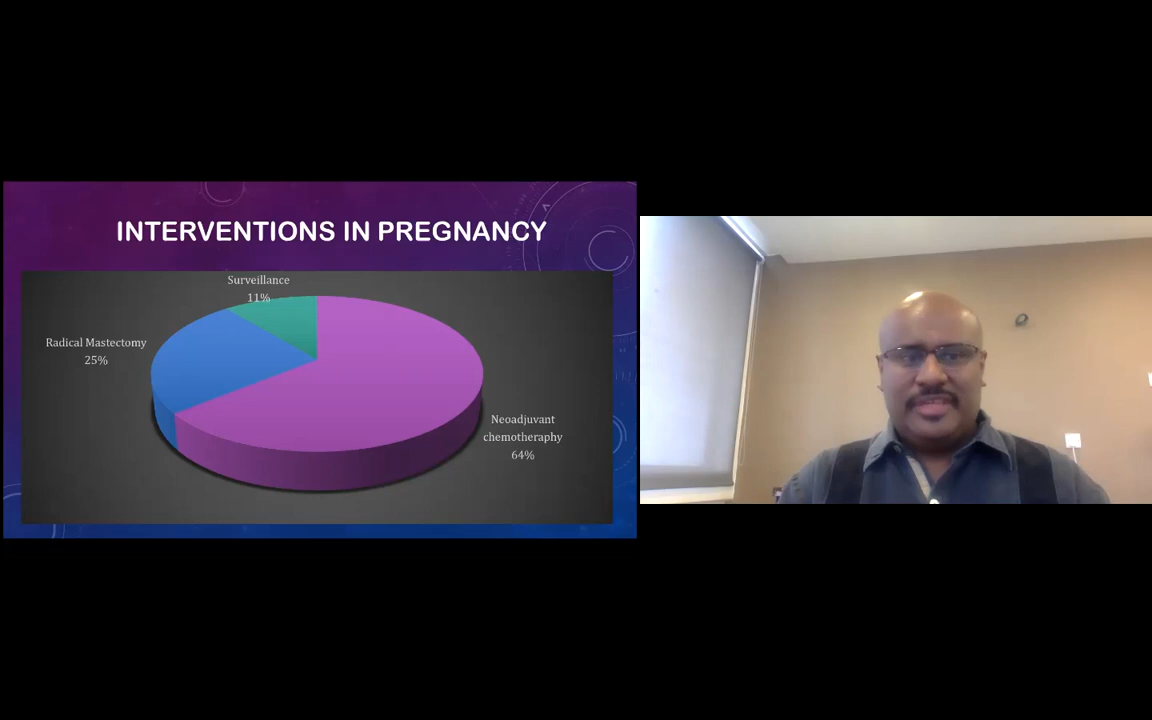 INTERVENTIONS IN PREGNANCY
Surveillance
11%
Radical Mastectomy
25%
Neoadjuvant
chemotheraphy
64%